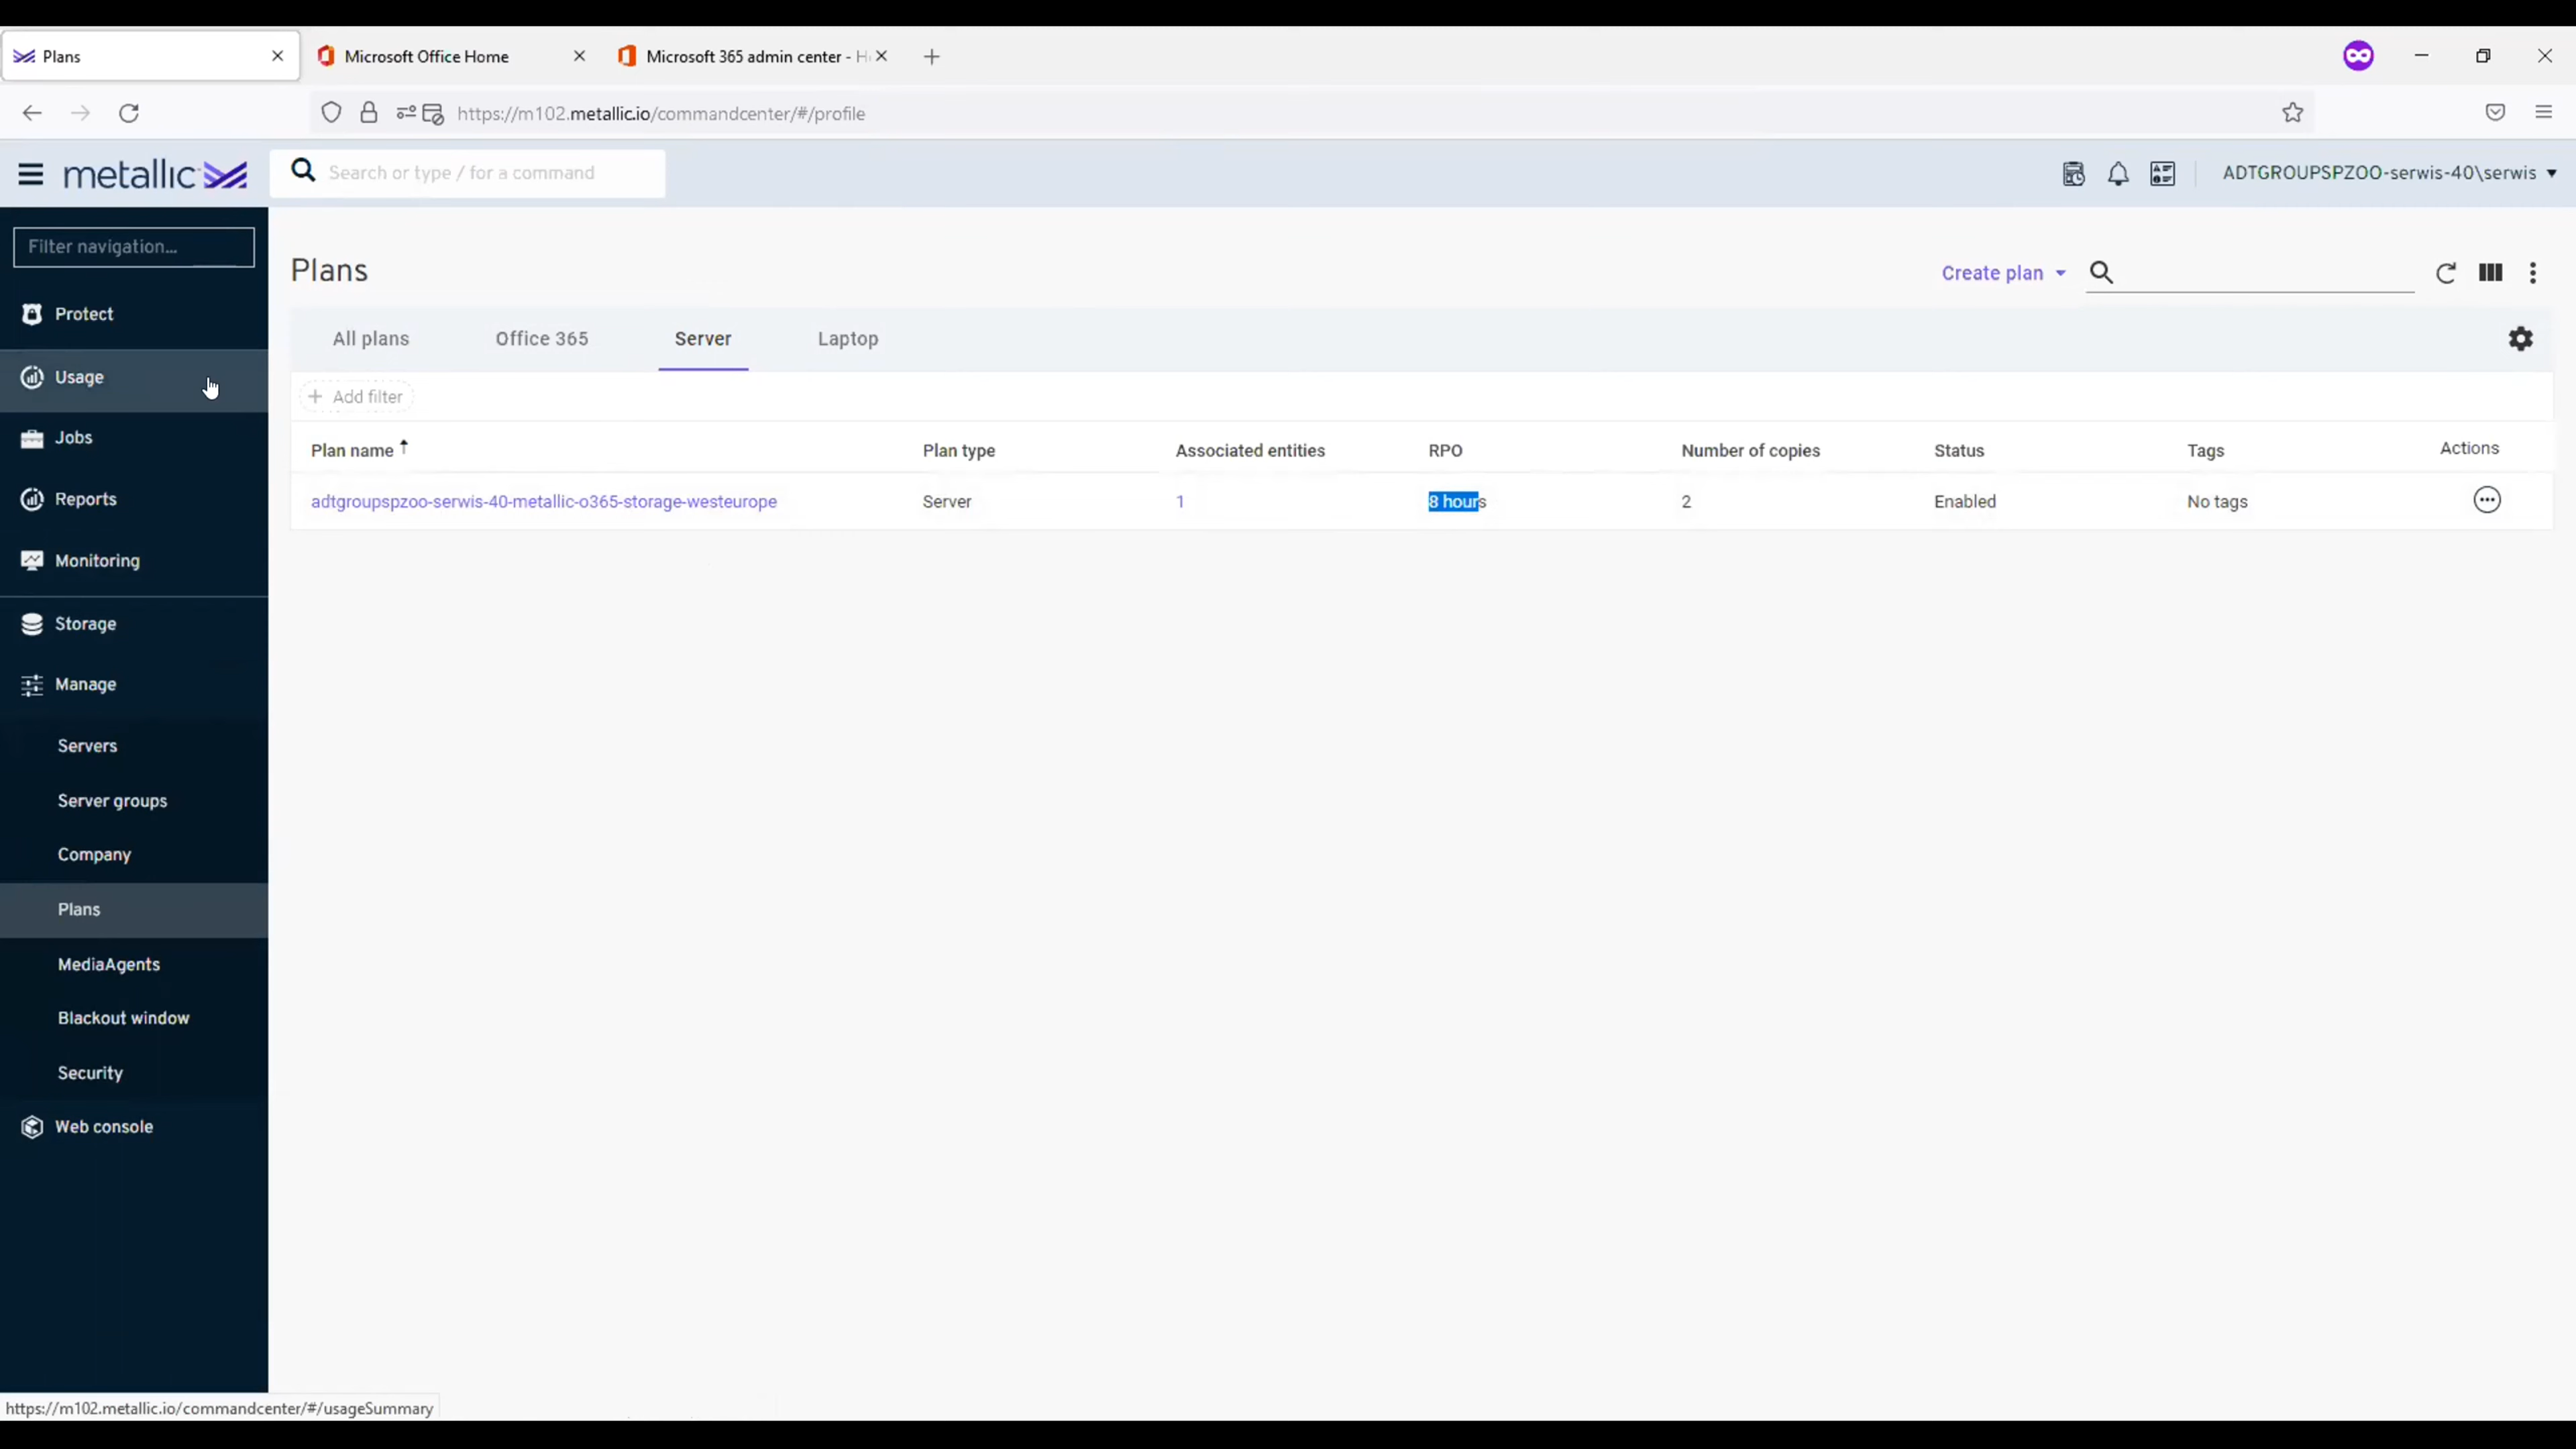 Plans
Microsoft Office Home
Microsoft 365 admin center - H
https://m102.metallic.io/commandcenter/#/profile
metallic
Search or type / for a command
ADTGROUPSPZOO-serwis-40\serwis
Filter navigation...
Protect
Usage
Jobs
Reports
Monitoring
Storage
Manage
Servers
Server groups
Company
Plans
MediaAgents
Blackout window
Security
Web console
Plans
Create plan
All plans Office 365 Server Laptop
+ Add filter
Plan name Plan type Associated entities RPO Number of copies Status Tags Actions
adtgroupspzoo-serwis-40-metallic-o365-storage-westeurope Server 1 8 hours 2 Enabled No tags
https://m102.metallic.io/commandcenter/#/usageSummary